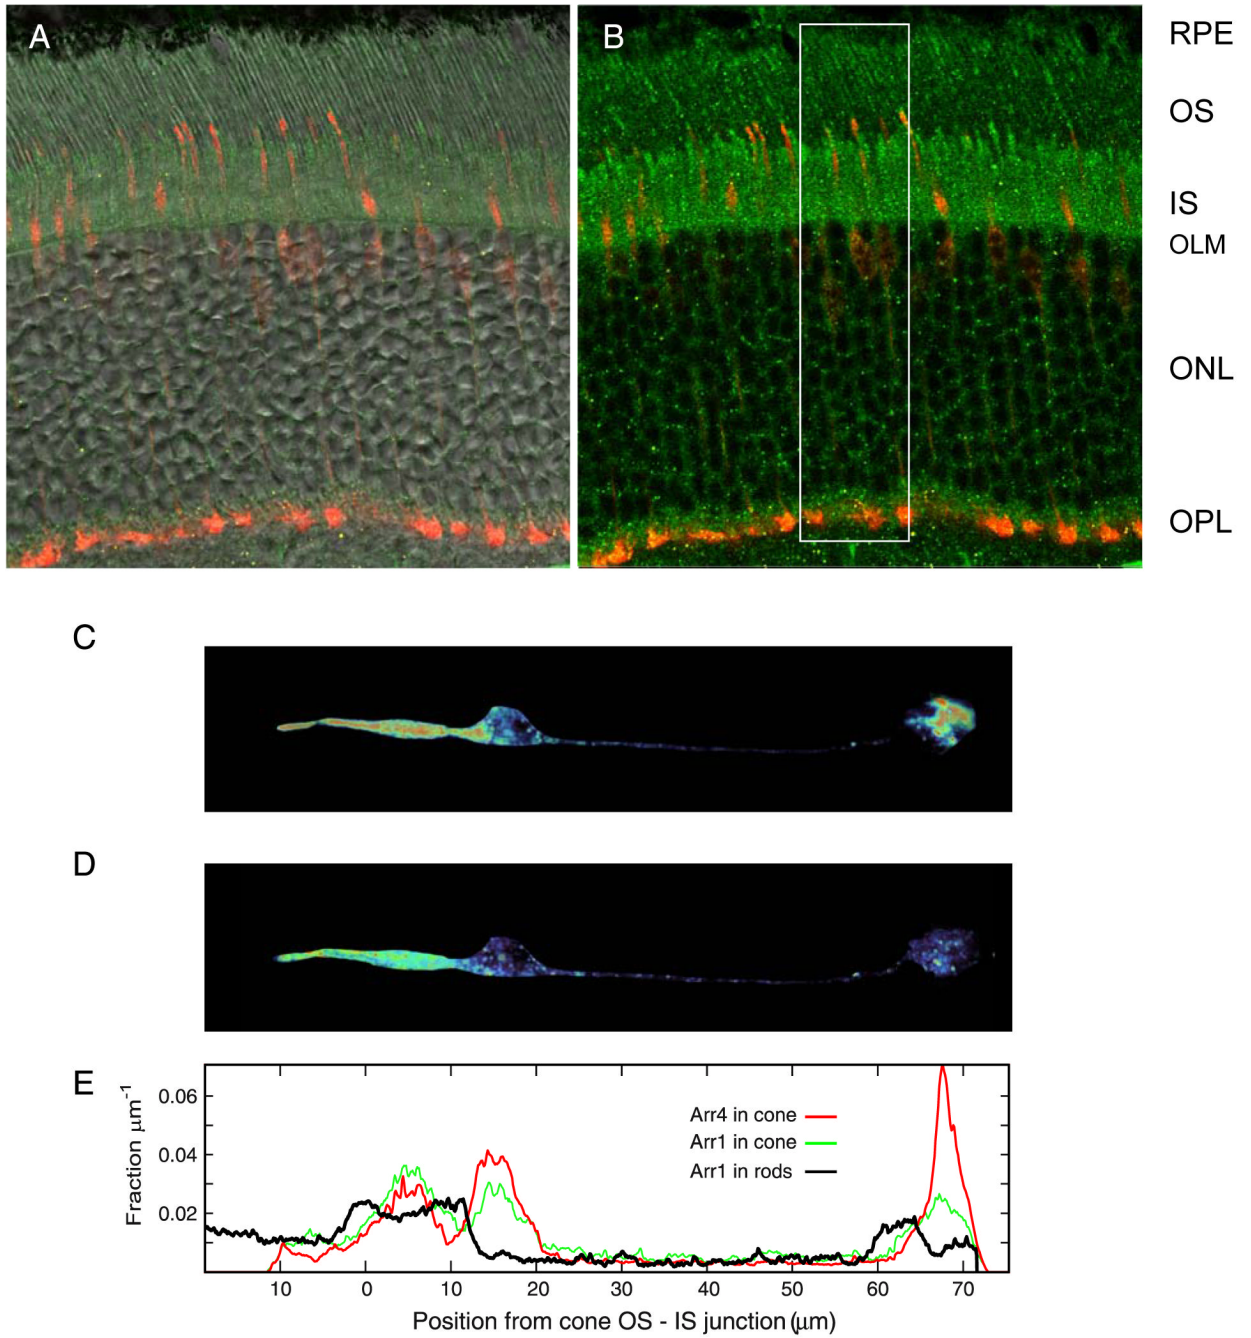 A
B
RPE
OS
IS
OLM
ONL
OPL
C
D
E
Fraction μm⁻¹
0.06
0.04
0.02
Arr4 in cone
Arr1 in cone
Arr1 in rods
10 0 10 20 30 40 50 60 70
Position from cone OS - IS junction (μm)